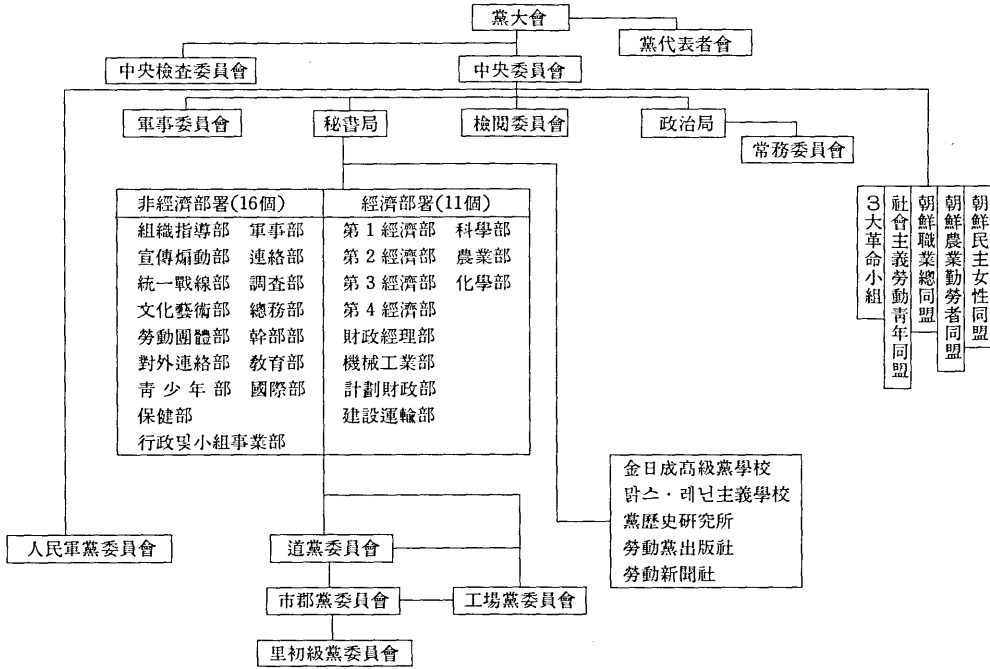 黨大會
黨代表者會
中央檢査委員會
中央委員會
軍事委員會
秘書局
檢閱委員會
政治局
常務委員會
非經濟部署(16個)
組織指導部 軍事部
宣傳煽動部 連絡部
統一戰線部 調査部
文化藝術部 總務部
勞動團體部 幹部部
對外連絡部 敎育部
靑少年部 國際部
保健部
行政및小組事業部
經濟部署(11個)
第1經濟部 科學部
第2經濟部 農業部
第3經濟部 化學部
第4經濟部
財政經理部
機械工業部
計劃財政部
建設運輸部
3大革命小組
社會主義勞動靑年同盟
朝鮮職業總同盟
朝鮮農業勤勞者同盟
朝鮮民主女性同盟
金日成高級黨學校
맑스·레닌主義學校
黨歷史硏究所
勞動黨出版社
勞動新聞社
人民軍黨委員會
道黨委員會
市郡黨委員會
工場黨委員會
里初級黨委員會